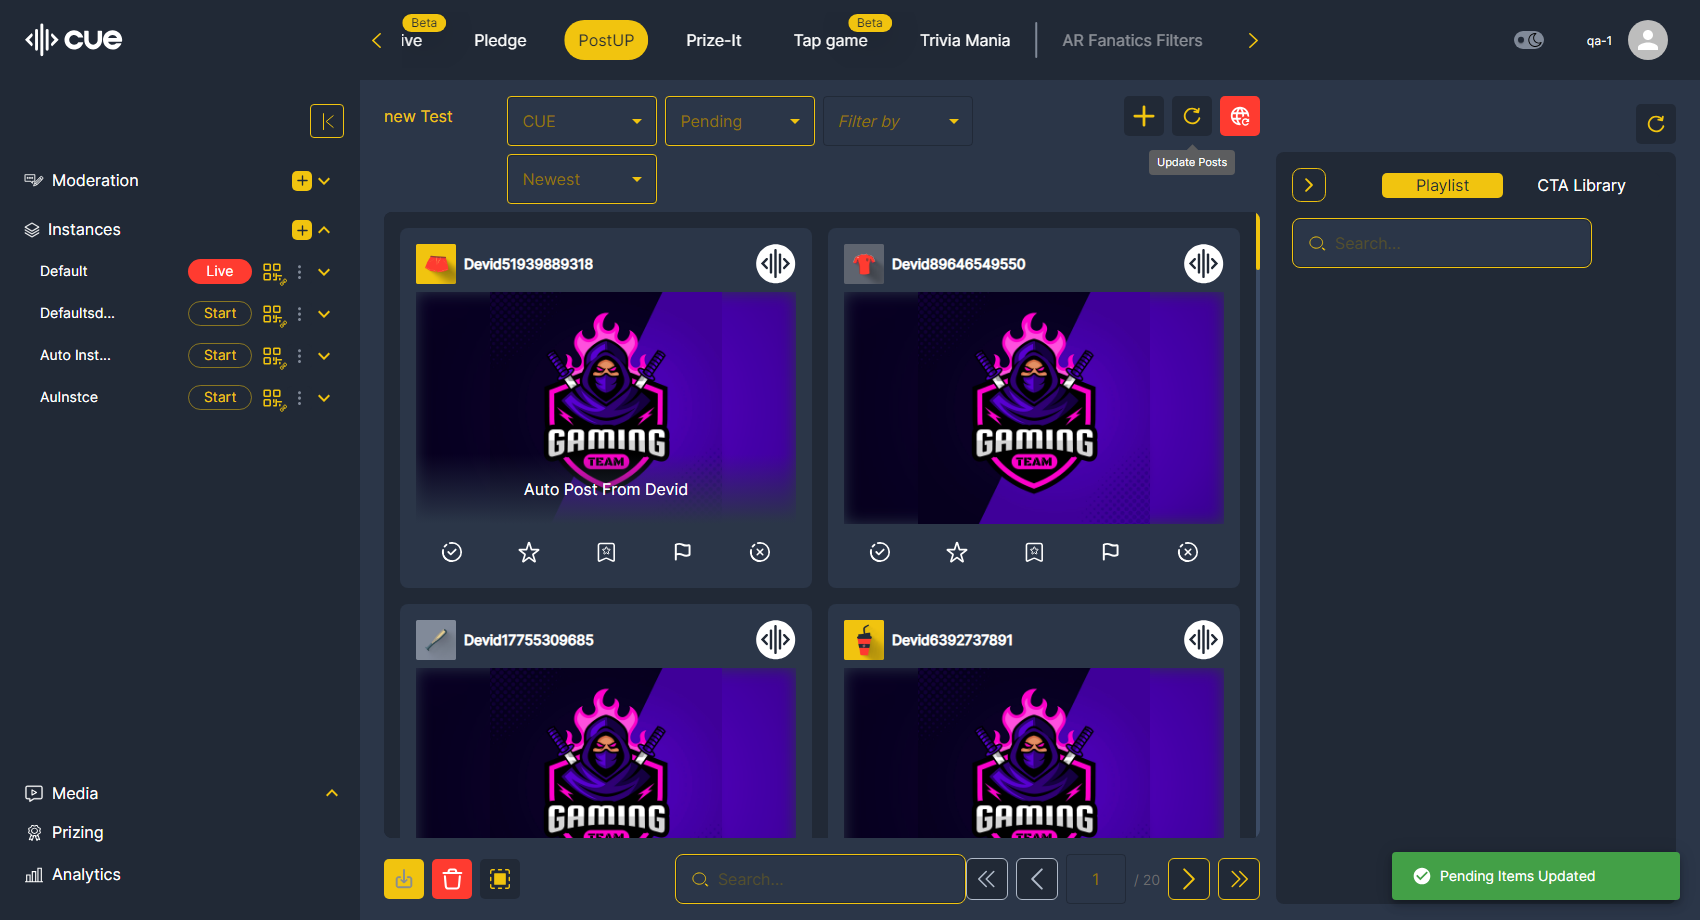 cue
Beta
ive
Pledge
PostUP
Prize-It
Beta
Tap game
Trivia Mania
AR Fanatics Filters
qa-1
Moderation
Instances
Default
Live
Defaultsd...
Start
Auto Inst...
Start
AuInstce
Start
Media
Prizing
Analytics
new Test
CUE
Pending
Filter by
Newest
Update Posts
Devid51939889318
GAMING
TEAM
Auto Post From Devid
Devid89646549550
GAMING
TEAM
Devid17755309685
GAMING
TEAM
Devid6392737891
GAMING
TEAM
Search...
1
/ 20
Playlist
CTA Library
Search...
Pending Items Updated